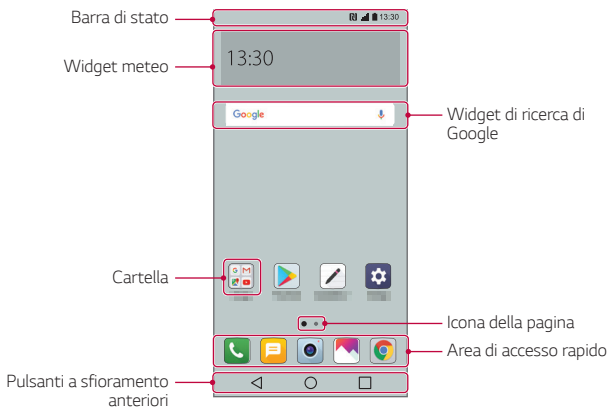 Barra di stato
13:30
Widget meteo
13:30
Google
Widget di ricerca di
Google
G M
Cartella
Icona della pagina
Area di accesso rapido
Pulsanti a sfioramento
anteriori